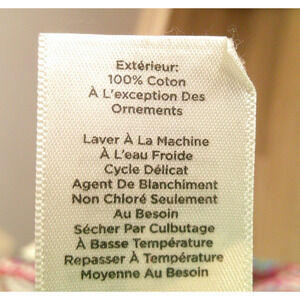 Extérieur:
100% Coton
À L'exception Des
Ornements
Laver À La Machine
À L'eau Froide
Cycle Délicat
Agent De Blanchiment
Non Chloré Seulement
Au Besoin
Sécher Par Culbutage
À Basse Température
Repasser À Température
Moyenne Au Besoin